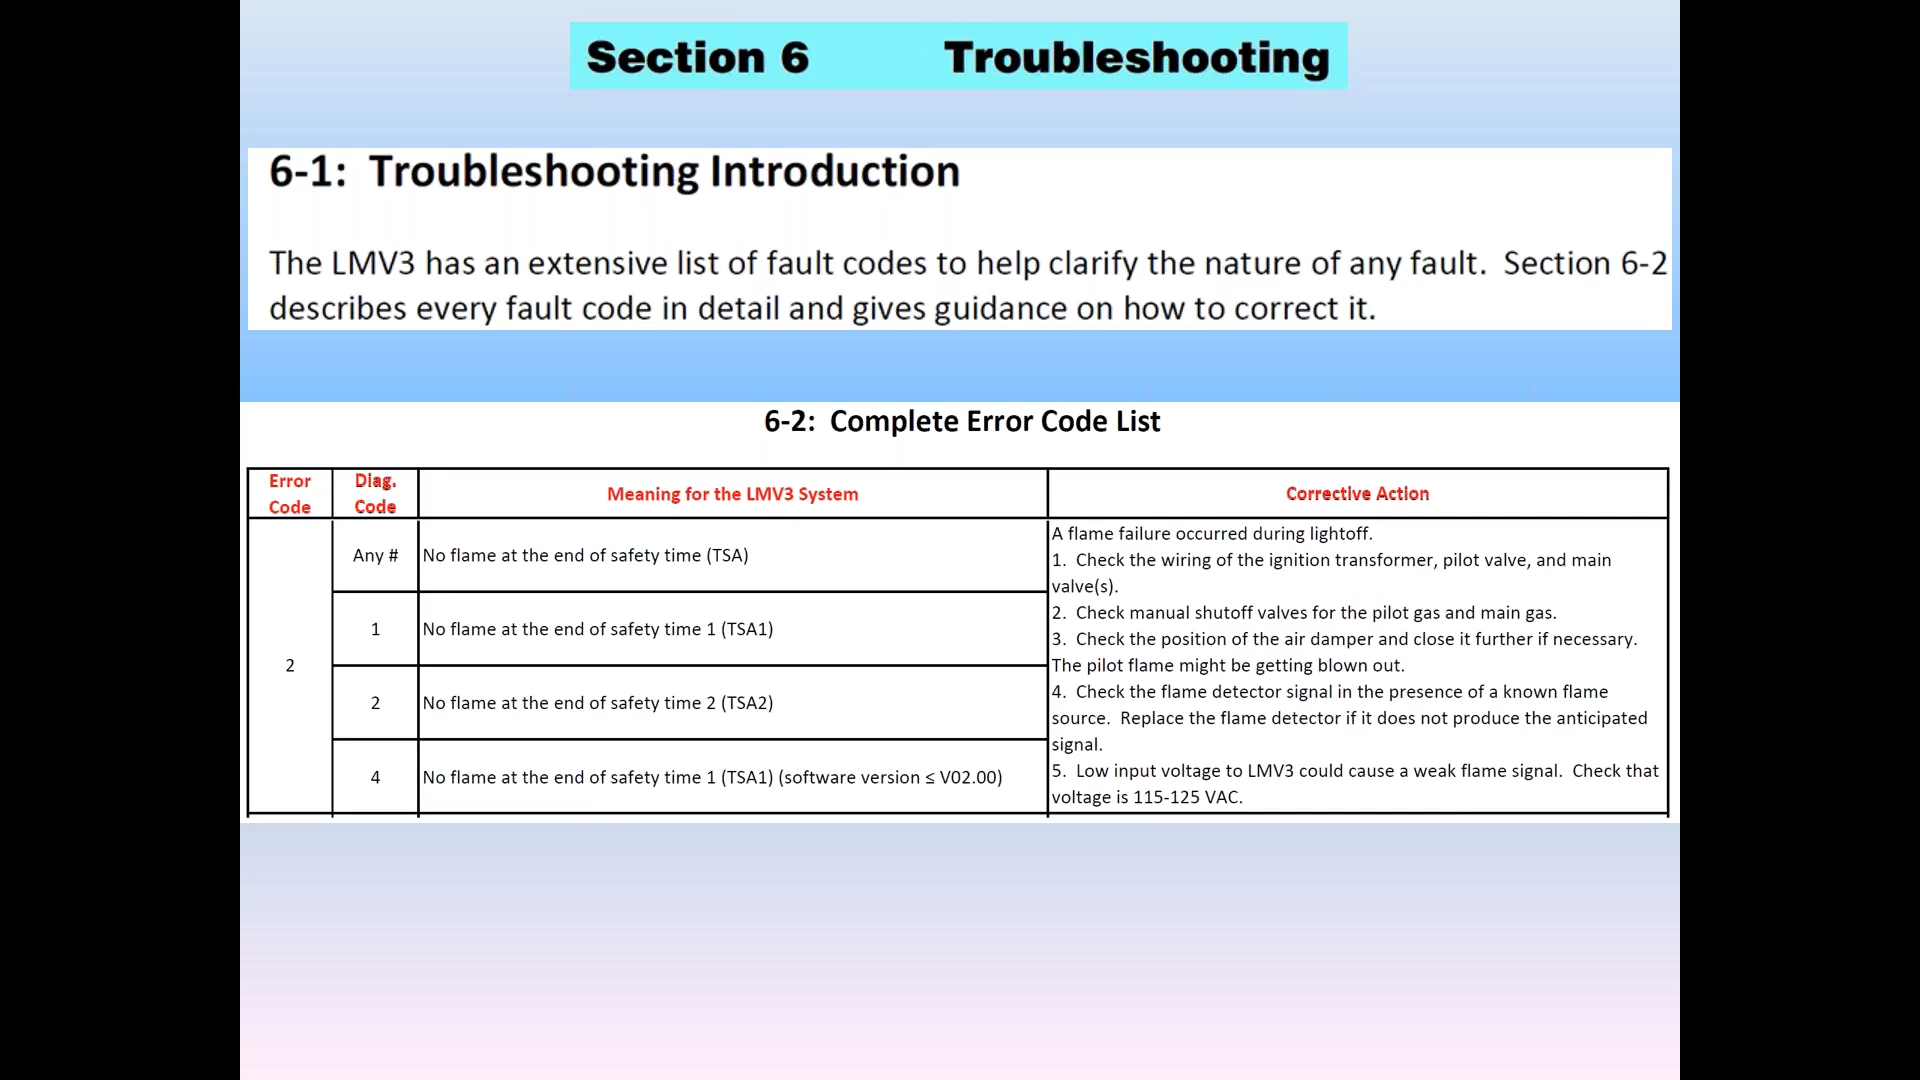 Section 6 Troubleshooting
6-1: Troubleshooting Introduction
The LMV3 has an extensive list of fault codes to help clarify the nature of any fault. Section 6-2
describes every fault code in detail and gives guidance on how to correct it.
6-2: Complete Error Code List
Error
Code
Diag.
Code
Meaning for the LMV3 System
Corrective Action
2
Any #
No flame at the end of safety time (TSA)
1
No flame at the end of safety time 1 (TSA1)
2
No flame at the end of safety time 2 (TSA2)
4
No flame at the end of safety time 1 (TSA1) (software version ≤ V02.00)
A flame failure occurred during lightoff.
1. Check the wiring of the ignition transformer, pilot valve, and main
valve(s).
2. Check manual shutoff valves for the pilot gas and main gas.
3. Check the position of the air damper and close it further if necessary.
The pilot flame might be getting blown out.
4. Check the flame detector signal in the presence of a known flame
source. Replace the flame detector if it does not produce the anticipated
signal.
5. Low input voltage to LMV3 could cause a weak flame signal. Check that
voltage is 115-125 VAC.